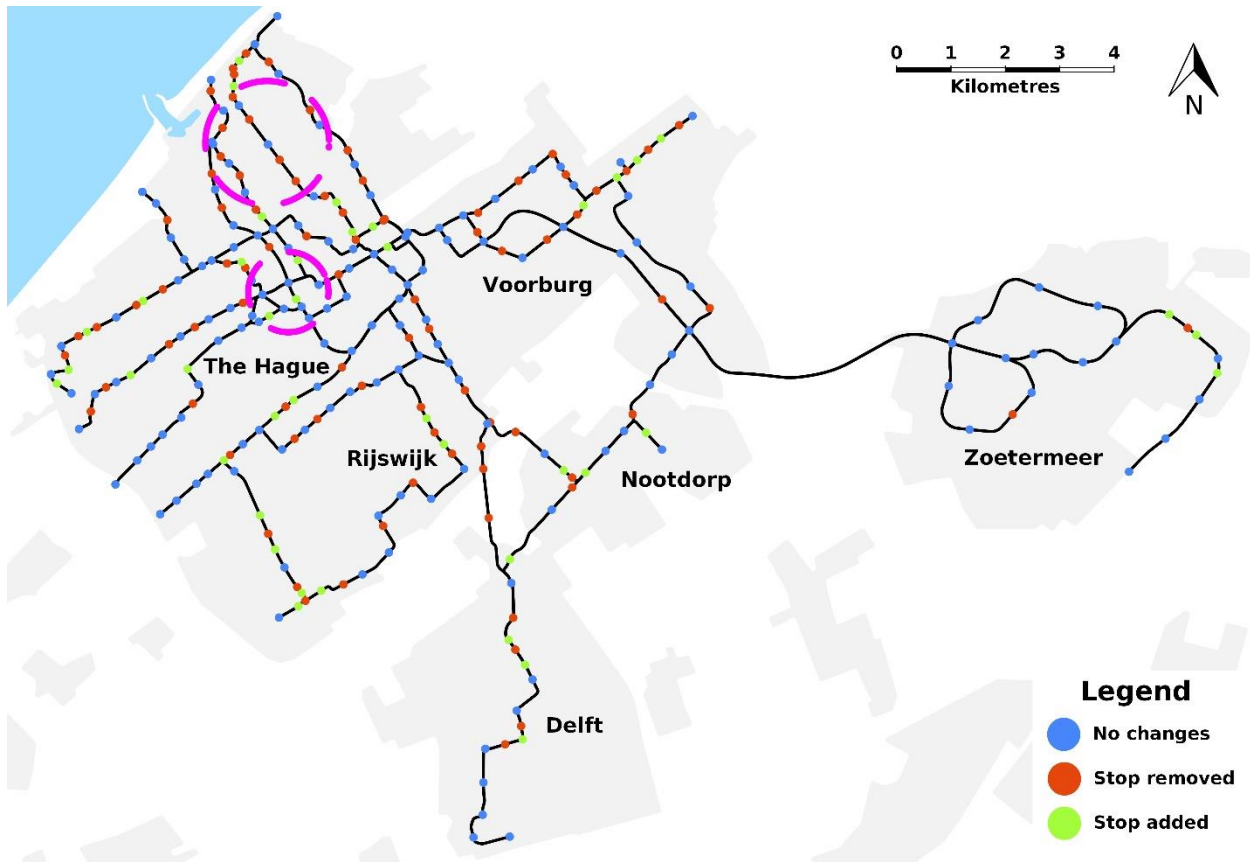 0 1 2 3 4
Kilometres
N
Voorburg
The Hague
Rijswijk
Nootdorp
Zoetermeer
Delft
Legend
No changes
Stop removed
Stop added